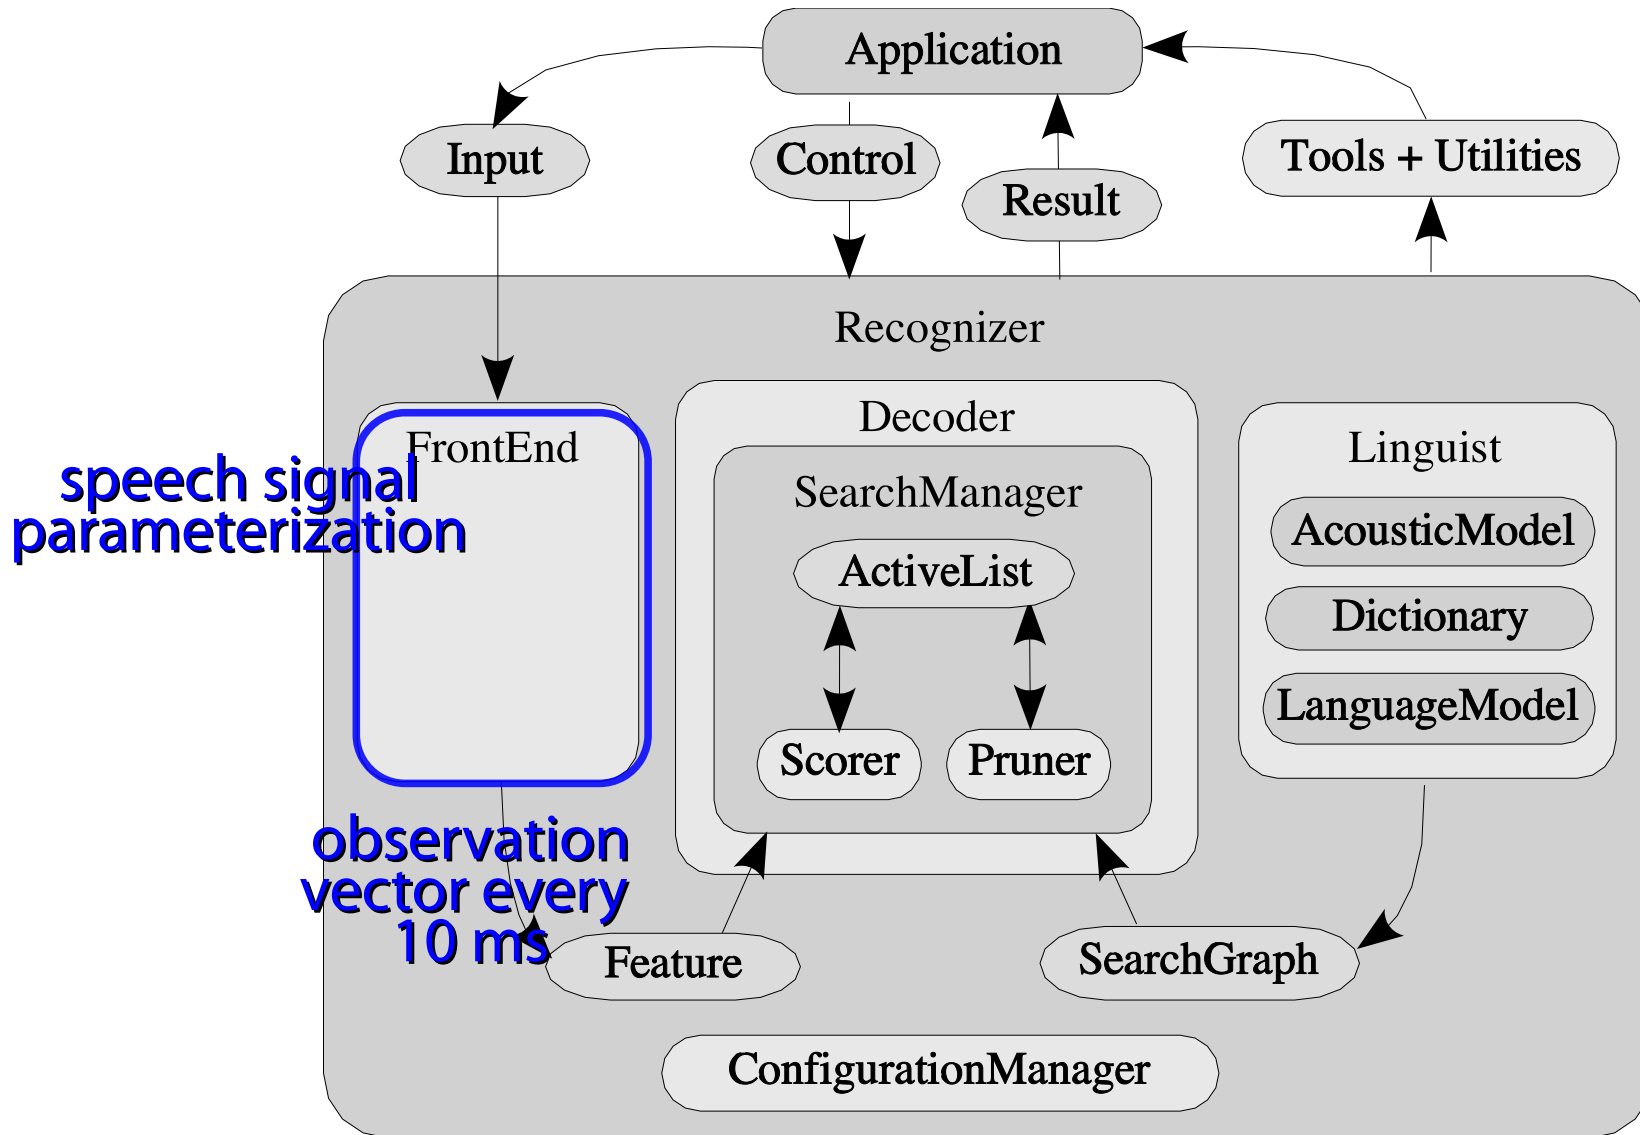 Application
Input
Control
Result
Tools + Utilities
Recognizer
FrontEnd
speech signal
parameterization
Decoder
SearchManager
ActiveList
Scorer
Pruner
Linguist
AcousticModel
Dictionary
LanguageModel
observation
vector every
10 ms
Feature
SearchGraph
ConfigurationManager